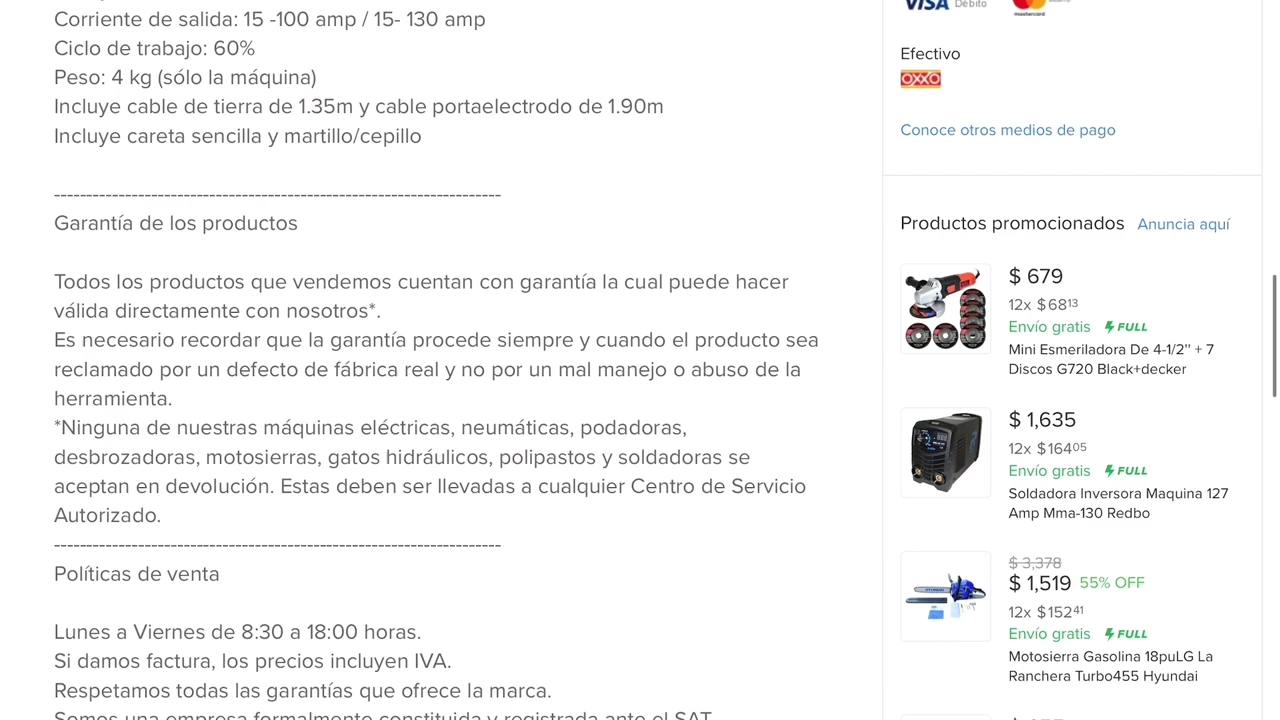 Corriente de salida: 15 -100 amp / 15- 130 amp
Ciclo de trabajo: 60%
Peso: 4 kg (sólo la máquina)
Incluye cable de tierra de 1.35m y cable portaelectrodo de 1.90m
Incluye careta sencilla y martillo/cepillo
----------------------------------------------------------------------
Garantía de los productos
Todos los productos que vendemos cuentan con garantía la cual puede hacer
válida directamente con nosotros*.
Es necesario recordar que la garantía procede siempre y cuando el producto sea
reclamado por un defecto de fábrica real y no por un mal manejo o abuso de la
herramienta.
*Ninguna de nuestras máquinas eléctricas, neumáticas, podadoras,
desbrozadoras, motosierras, gatos hidráulicos, polipastos y soldadoras se
aceptan en devolución. Estas deben ser llevadas a cualquier Centro de Servicio
Autorizado.
----------------------------------------------------------------------
Políticas de venta
Lunes a Viernes de 8:30 a 18:00 horas.
Si damos factura, los precios incluyen IVA.
Respetamos todas las garantías que ofrece la marca.
Somos una empresa formalmente constituida y registrada ante el SAT
VISA Débito
mastercard
Efectivo
OXXO
Conoce otros medios de pago
Productos promocionados Anuncia aquí
$ 679
12x $68 13
Envío gratis FULL
Mini Esmeriladora De 4-1/2'' + 7
Discos G720 Black+decker
$ 1,635
12x $164 05
Envío gratis FULL
Soldadora Inversora Maquina 127
Amp Mma-130 Redbo
$ 3,378
$ 1,519 55% OFF
12x $152 41
Envío gratis FULL
Motosierra Gasolina 18puLG La
Ranchera Turbo455 Hyundai